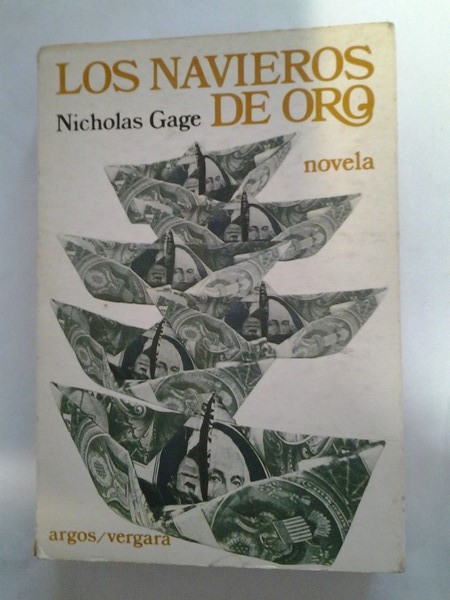 LOS NAVIEROS
Nicholas Gage DE ORO
novela
argos/vergara